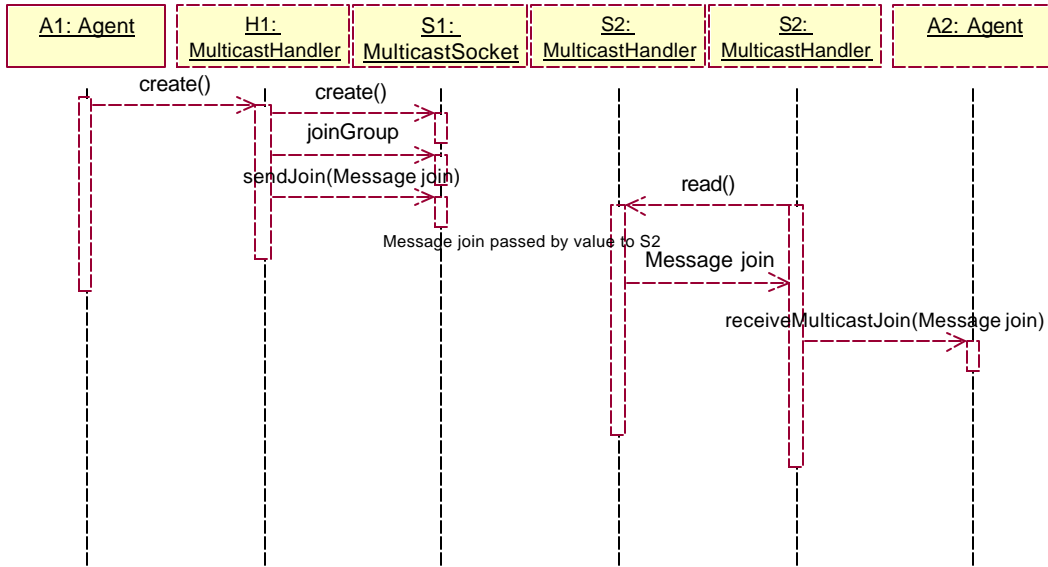 A1: Agent
H1:
MulticastHandler
S1:
MulticastSocket
S2:
MulticastHandler
S2:
MulticastHandler
A2: Agent
create()
create()
joinGroup
sendJoin(Message join)
read()
Message join passed by value to S2
Message join
receiveMulticastJoin(Message join)